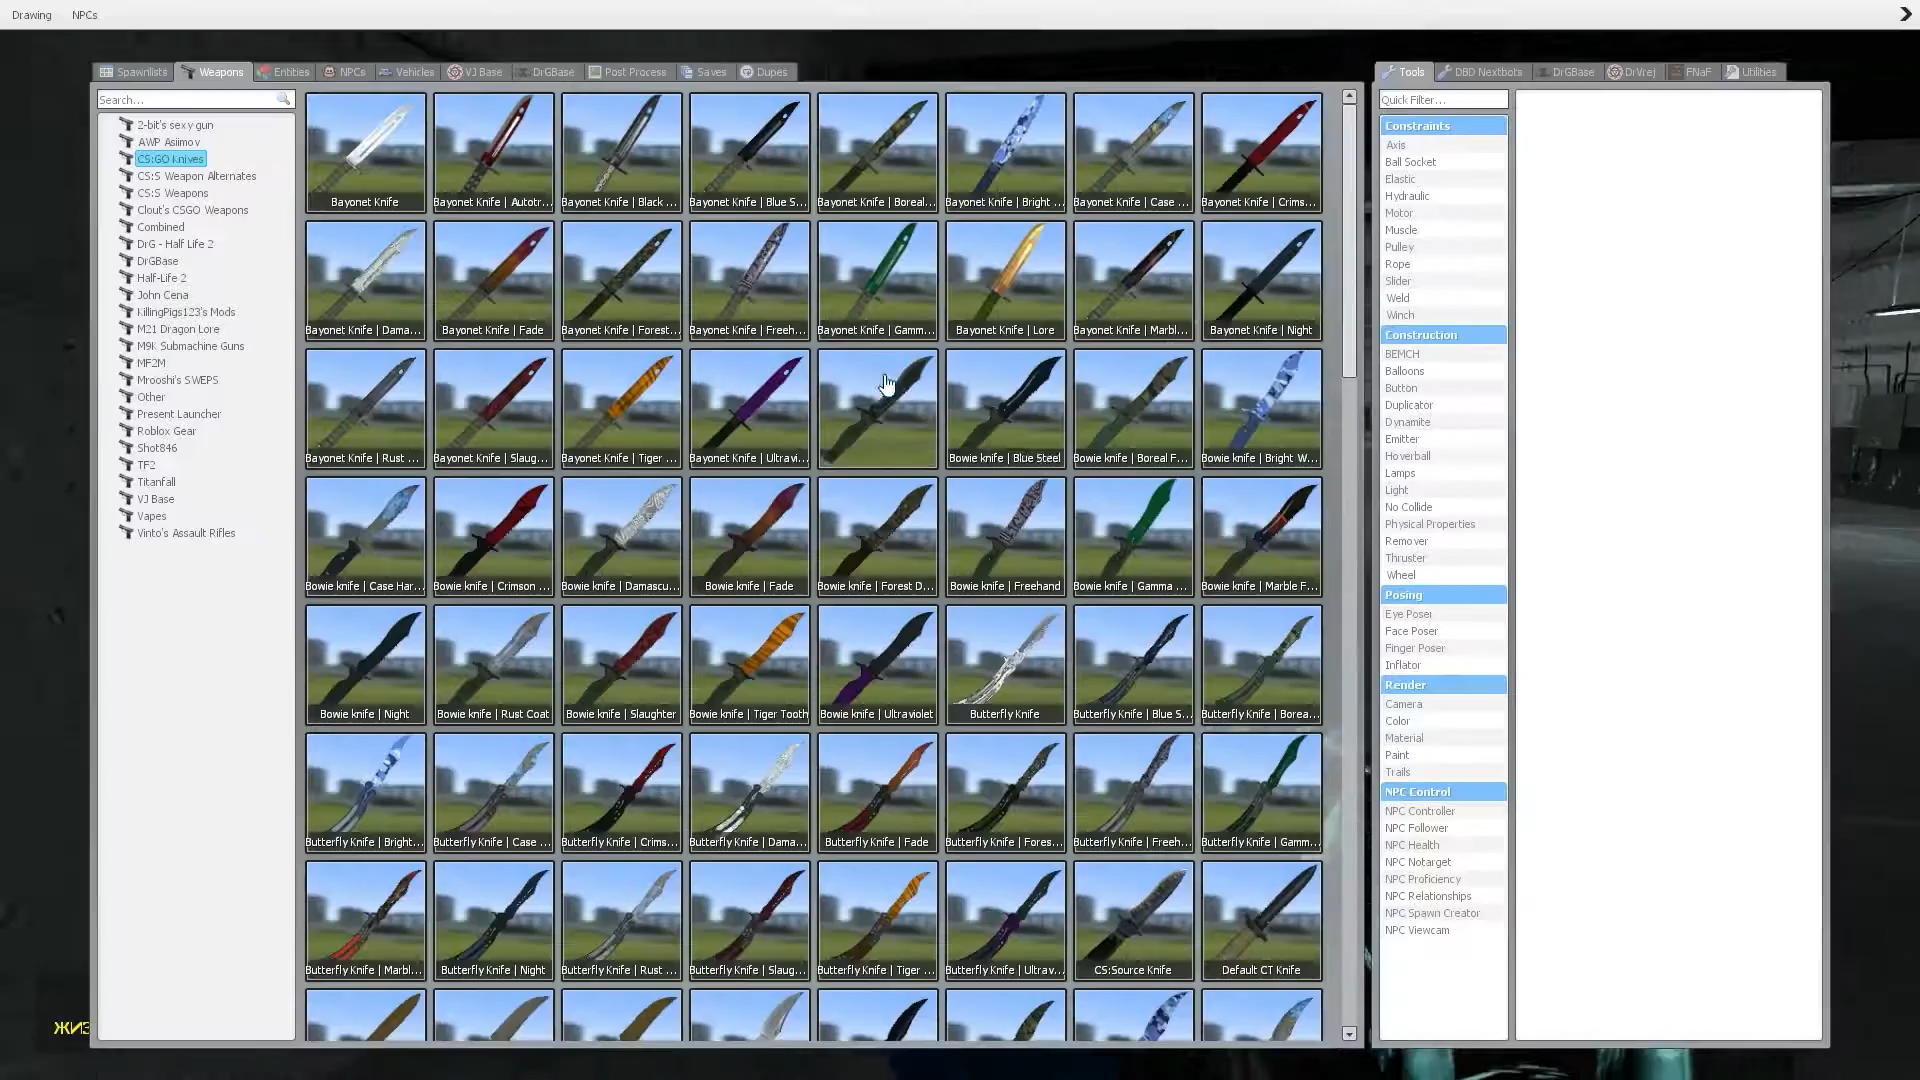 Drawing NPCs
Spawnlists Weapons Entities NPCs Vehicles VJ Base DrGBase Post Process Saves Dupes
Search...
2-bit's sexy gun
AWP Asiimov
CS:GO Knives
CS:S Weapon Alternates
CS:S Weapons
Clout's CSGO Weapons
Combined
DrG - Half Life 2
DrGBase
Half-Life 2
John Cena
KillingPigs123's Mods
M21 Dragon Lore
M9K Submachine Guns
MF2M
Mrooshi's SWEPS
Other
Present Launcher
Roblox Gear
Shot846
TF2
Titanfall
VJ Base
Vapes
Vinto's Assault Rifles
Bayonet Knife Bayonet Knife | Autotr... Bayonet Knife | Black ... Bayonet Knife | Blue S... Bayonet Knife | Boreal... Bayonet Knife | Bright ... Bayonet Knife | Case ... Bayonet Knife | Crims...
Bayonet Knife | Dama... Bayonet Knife | Fade Bayonet Knife | Forest... Bayonet Knife | Freeh... Bayonet Knife | Gamm... Bayonet Knife | Lore Bayonet Knife | Marbl... Bayonet Knife | Night
Bayonet Knife | Rust ... Bayonet Knife | Slaug... Bayonet Knife | Tiger ... Bayonet Knife | Ultravi... Bowie knife | Blue Steel Bowie knife | Boreal F... Bowie knife | Bright W...
Bowie knife | Case Har... Bowie knife | Crimson ... Bowie knife | Damascu... Bowie knife | Fade Bowie knife | Forest D... Bowie knife | Freehand Bowie knife | Gamma ... Bowie knife | Marble F...
Bowie knife | Night Bowie knife | Rust Coat Bowie knife | Slaughter Bowie knife | Tiger Tooth Bowie knife | Ultraviolet Butterfly Knife Butterfly Knife | Blue S... Butterfly Knife | Borea...
Butterfly Knife | Bright... Butterfly Knife | Case ... Butterfly Knife | Crims... Butterfly Knife | Dama... Butterfly Knife | Fade Butterfly Knife | Fores... Butterfly Knife | Freeh... Butterfly Knife | Gamm...
Butterfly Knife | Marbl... Butterfly Knife | Night Butterfly Knife | Rust ... Butterfly Knife | Slaug... Butterfly Knife | Tiger ... Butterfly Knife | Ultrav... CS:Source Knife Default CT Knife
ЖИЗ
Tools DBD Nextbots DrGBase DrVrej FNaF Utilities
Quick Filter...
Constraints
Axis
Ball Socket
Elastic
Hydraulic
Motor
Muscle
Pulley
Rope
Slider
Weld
Winch
Construction
BEMCH
Balloons
Button
Duplicator
Dynamite
Emitter
Hoverball
Lamps
Light
No Collide
Physical Properties
Remover
Thruster
Wheel
Posing
Eye Poser
Face Poser
Finger Poser
Inflator
Render
Camera
Color
Material
Paint
Trails
NPC Control
NPC Controller
NPC Follower
NPC Health
NPC Notarget
NPC Proficiency
NPC Relationships
NPC Spawn Creator
NPC Viewcam